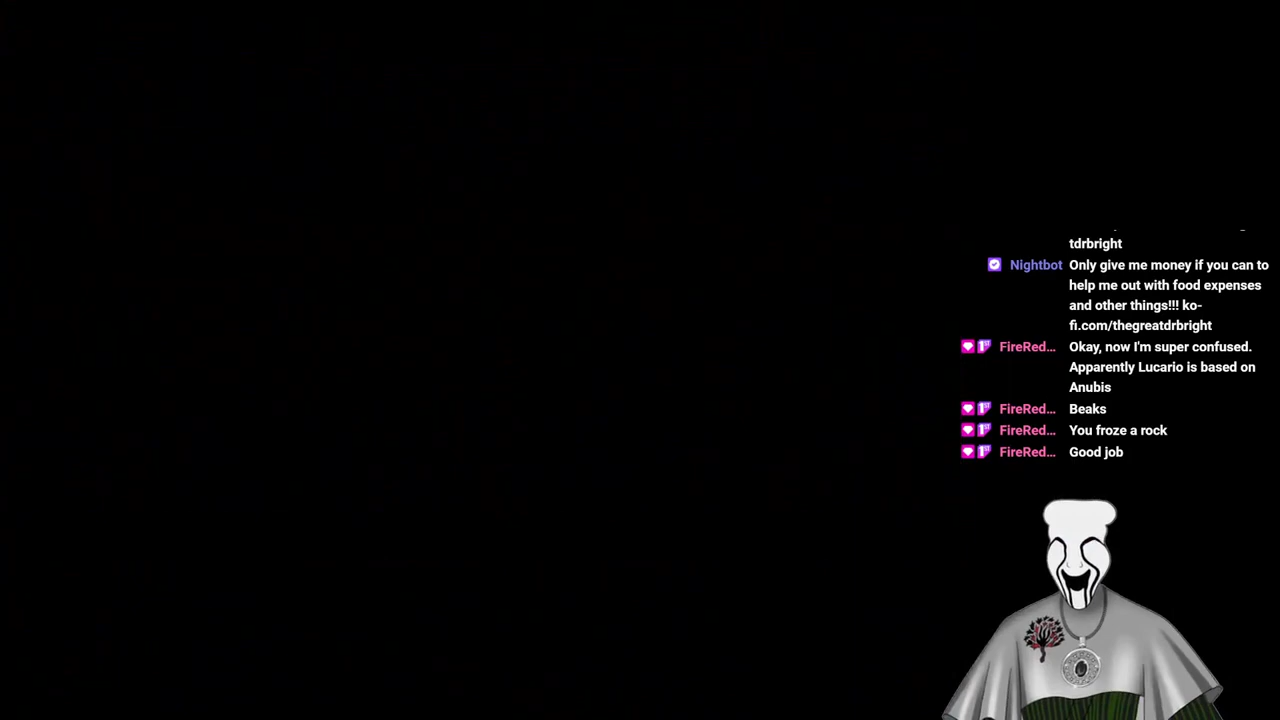 tdrbright
Nightbot Only give me money if you can to
help me out with food expenses
and other things!!! ko-
fi.com/thegreatdrbright
FireRed... Okay, now I'm super confused.
Apparently Lucario is based on
Anubis
FireRed... Beaks
FireRed... You froze a rock
FireRed... Good job